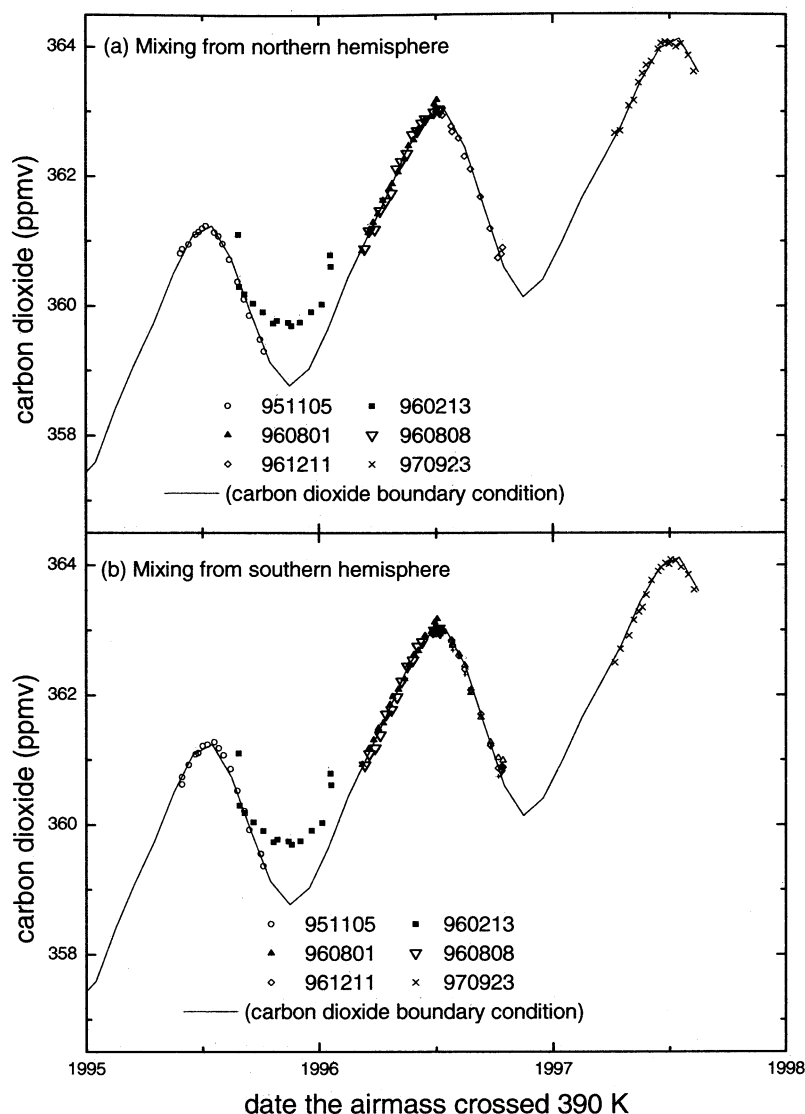 364
(a) Mixing from northern hemisphere
362
360
358
carbon dioxide (ppmv)
951105 960213
960801 960808
961211 970923
(carbon dioxide boundary condition)
364
(b) Mixing from southern hemisphere
362
360
358
carbon dioxide (ppmv)
951105 960213
960801 960808
961211 970923
(carbon dioxide boundary condition)
1995 1996 1997 1998
date the airmass crossed 390 K